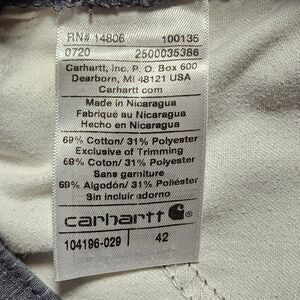 RN# 14806 100136
0720 2500035386
Carhartt, Inc. P. O. Box 600
Dearborn, MI 48121 USA
Carhartt.com
Made in Nicaragua
Fabriqué au Nicaragua
Hecho en Nicaragua
69% Cotton/ 31% Polyester
Exclusive of Trimming
69% Coton/ 31% Polyester
Sans garniture
69% Algodón/ 31% Poliéster
Sin incluir adorno
carhartt
104196-029 42